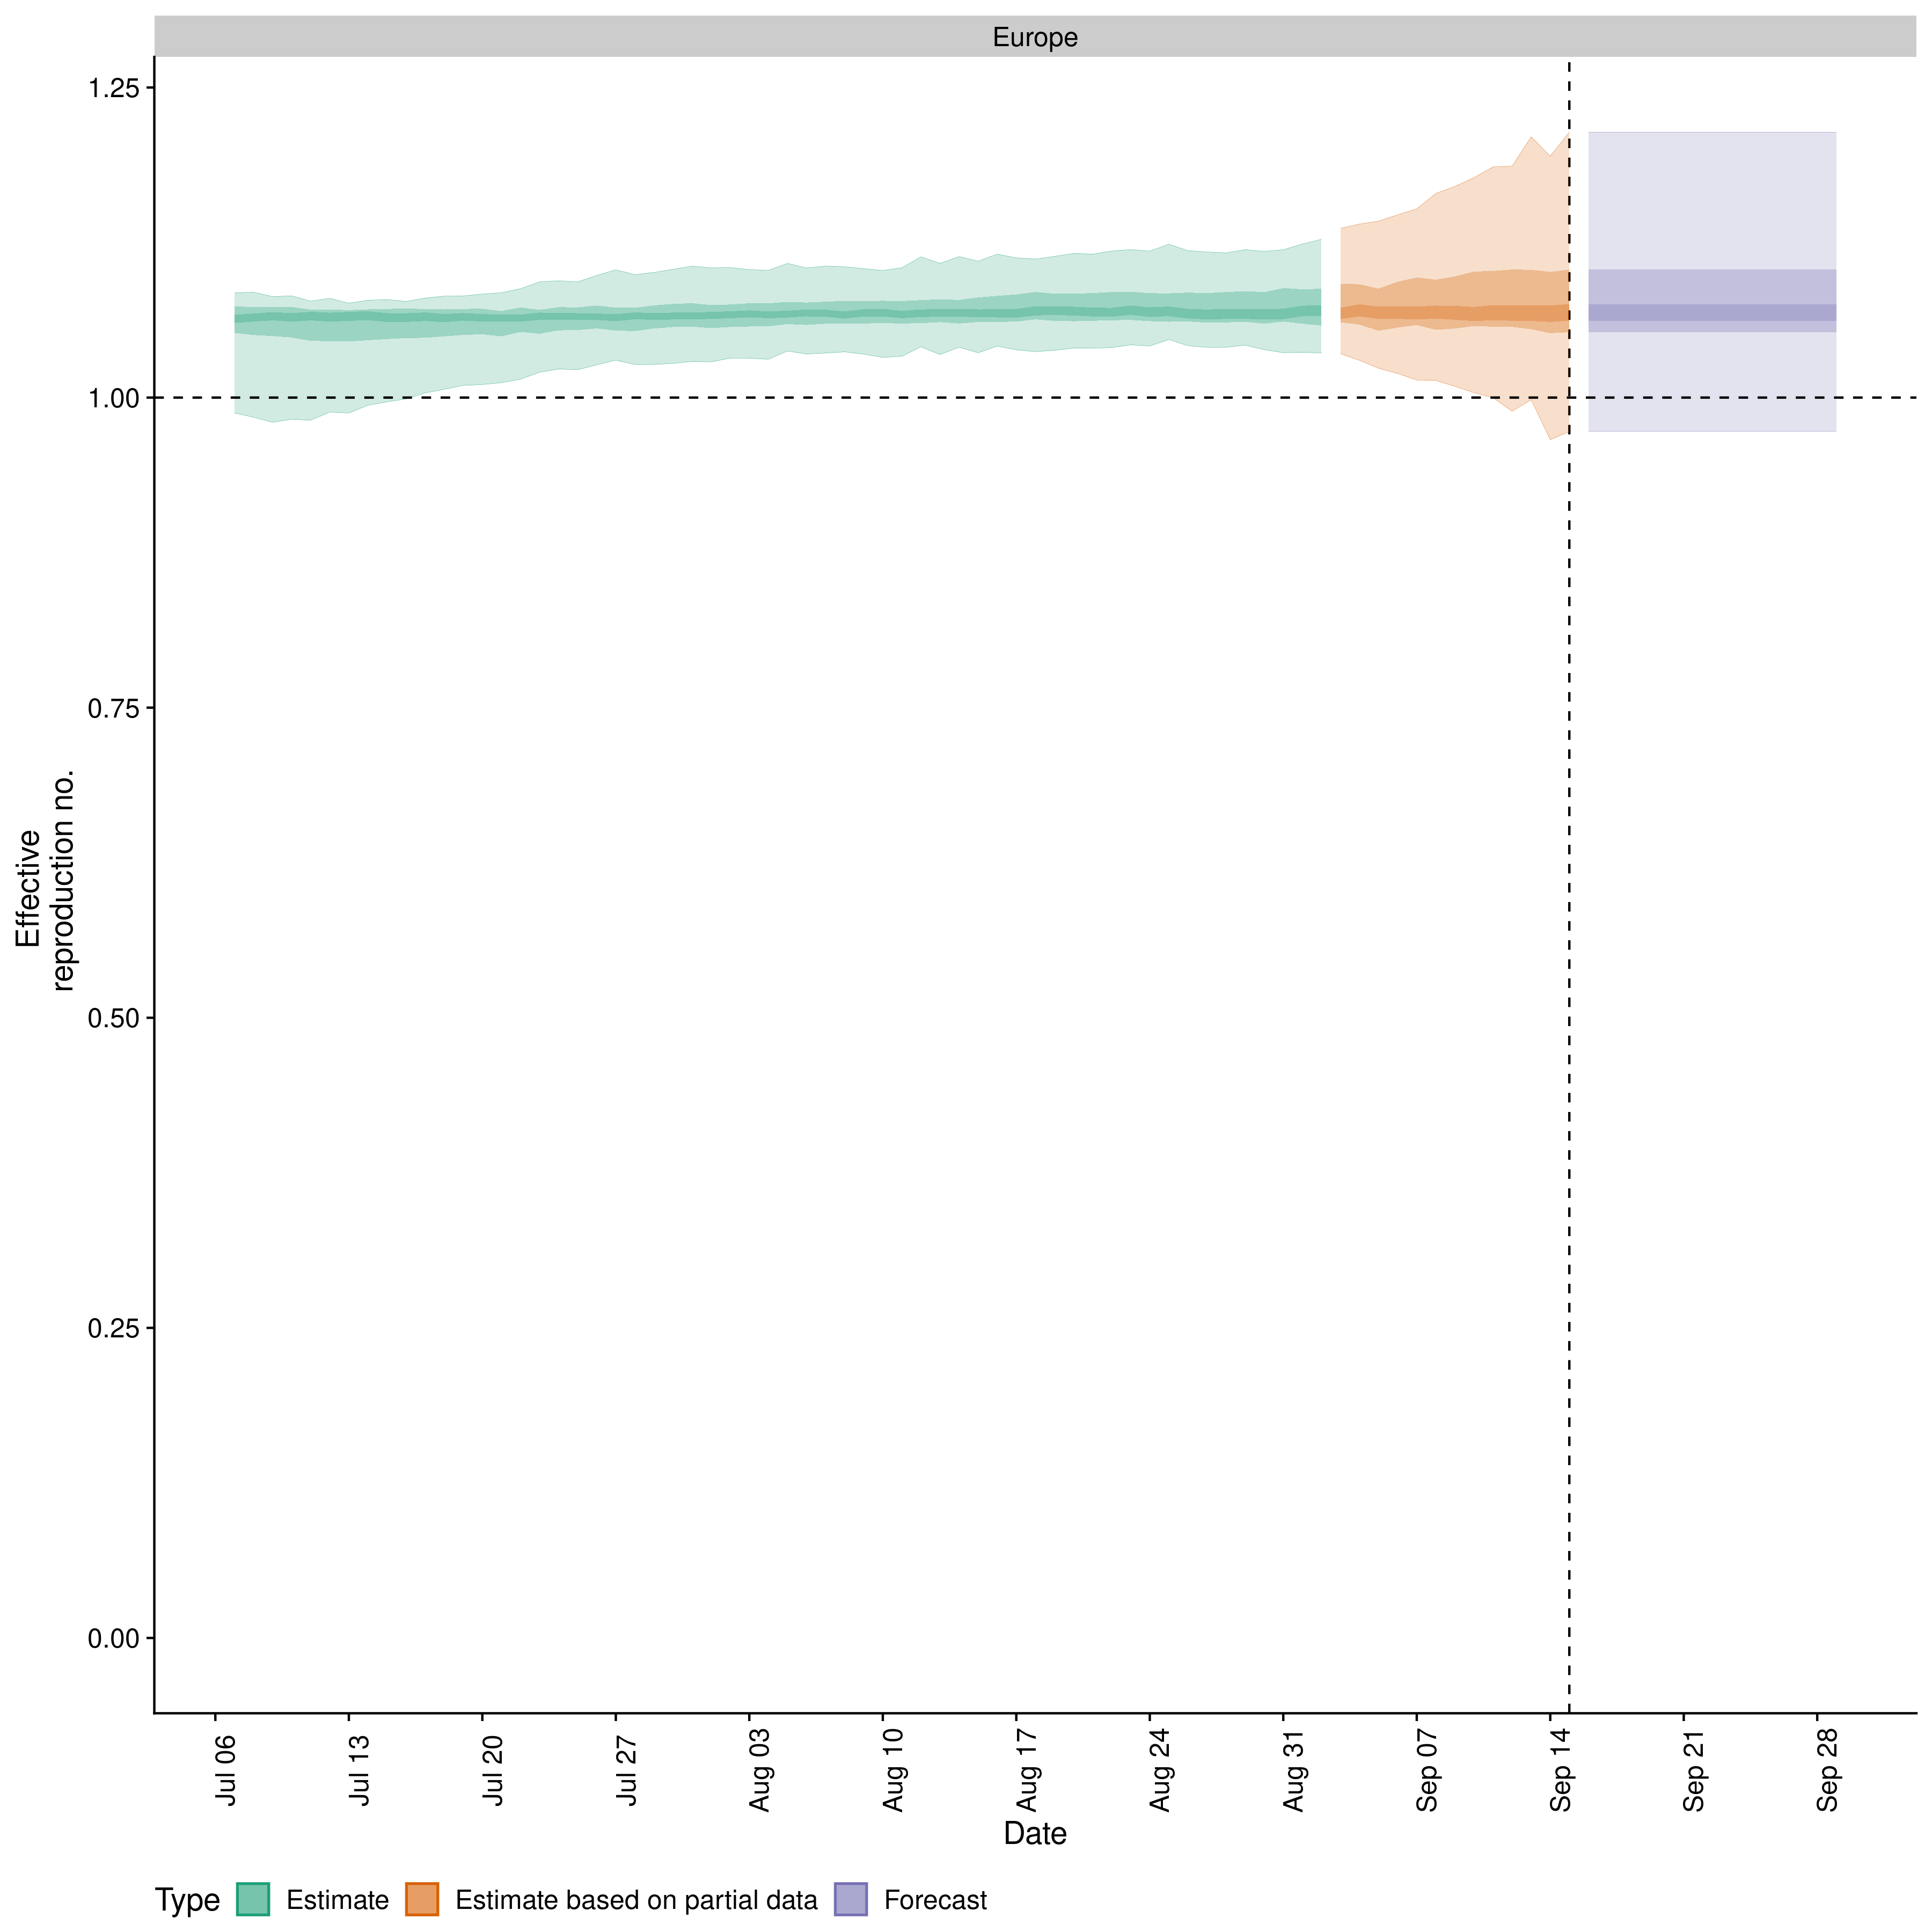 Europe
1.25
1.00
0.75
0.50
0.25
0.00
Effective
reproduction no.
Jul 06
Jul 13
Jul 20
Jul 27
Aug 03
Aug 10
Aug 17
Aug 24
Aug 31
Sep 07
Sep 14
Sep 21
Sep 28
Date
Type Estimate Estimate based on partial data Forecast